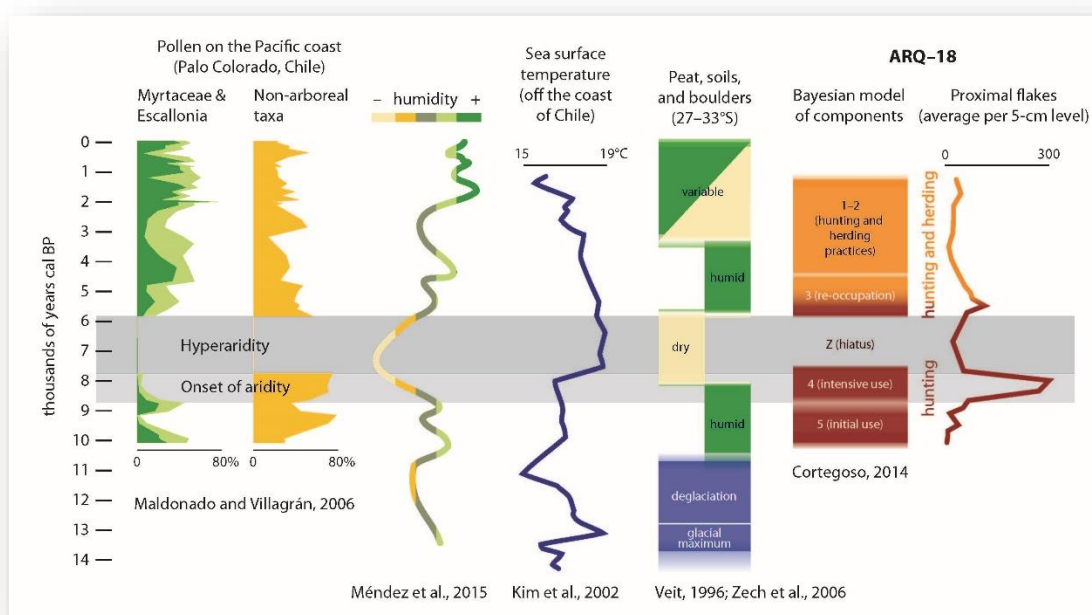 Pollen on the Pacific coast
(Palo Colorado, Chile)
Myrtaceae &
Escallonia
Non-arboreal
taxa
− humidity +
Sea surface
temperature
(off the coast
of Chile)
15 19°C
Peat, soils,
and boulders
(27–33°S)
ARQ–18
Bayesian model
of components
Proximal flakes
(average per 5-cm level)
0 300
thousands of years cal BP
0
1
2
3
4
5
6
7
8
9
10
11
12
13
14
Hyperaridity
Onset of aridity
0 80%
0 80%
Maldonado and Villagrán, 2006
Méndez et al., 2015
Kim et al., 2002
variable
humid
dry
humid
deglaciation
glacial
maximum
Veit, 1996; Zech et al., 2006
1–2
(hunting and
herding
practices)
3 (re-occupation)
Z (hiatus)
4 (intensive use)
5 (initial use)
Cortegoso, 2014
hunting and herding
hunting